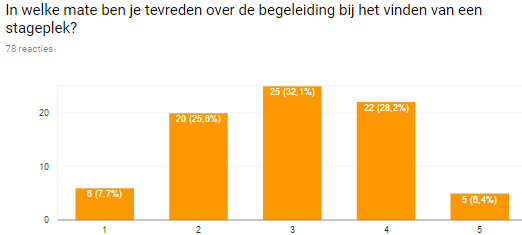 In welke mate ben je tevreden over de begeleiding bij het vinden van een
stageplek?
78 reacties
20
10
0
6 (7,7%)
20 (25,6%)
25 (32,1%)
22 (28,2%)
5 (6,4%)
1 2 3 4 5